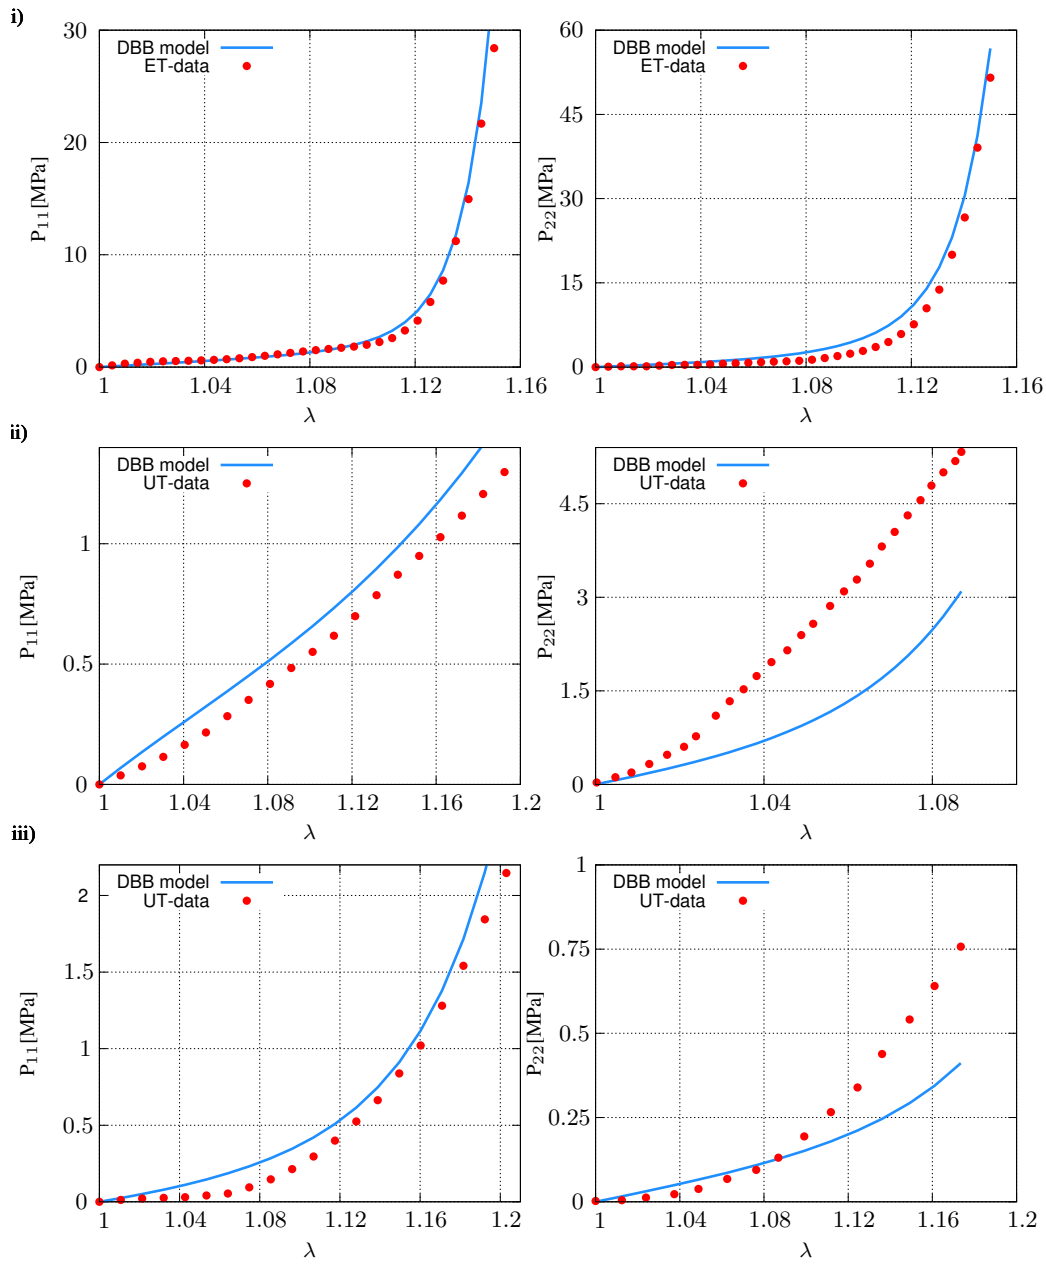 i)
DBB model
ET-data
30
20
10
0
P11[MPa]
1 1.04 1.08 1.12 1.16
λ
DBB model
ET-data
60
45
30
15
0
P22[MPa]
1 1.04 1.08 1.12 1.16
λ
ii)
DBB model
UT-data
1
0.5
0
P11[MPa]
1 1.04 1.08 1.12 1.16 1.2
λ
DBB model
UT-data
4.5
3
1.5
0
P22[MPa]
1 1.04 1.08
λ
iii)
DBB model
UT-data
2
1.5
1
0.5
0
P11[MPa]
1 1.04 1.08 1.12 1.16 1.2
λ
DBB model
UT-data
1
0.75
0.5
0.25
0
P22[MPa]
1 1.04 1.08 1.12 1.16 1.2
λ